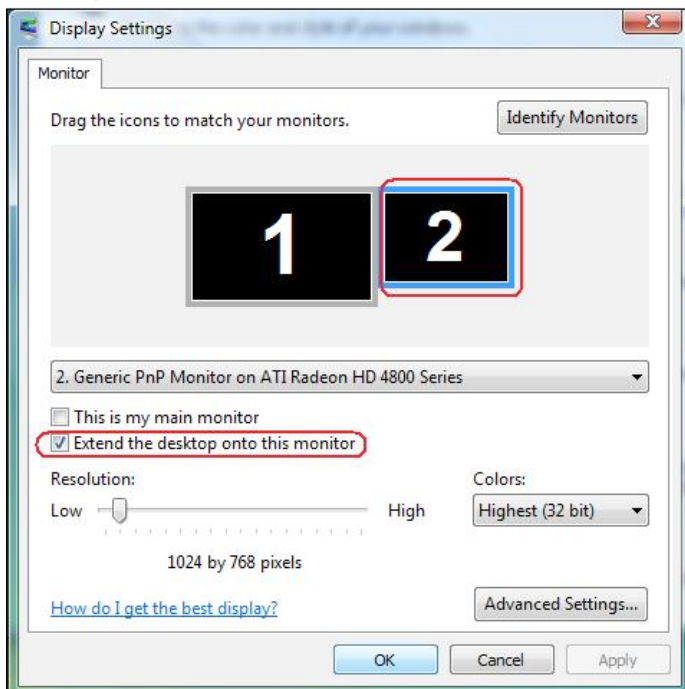 Display Settings
Monitor
Drag the icons to match your monitors.
Identify Monitors
1
2
2. Generic PnP Monitor on ATI Radeon HD 4800 Series
This is my main monitor
Extend the desktop onto this monitor
Resolution:
Colors:
Low
High
Highest (32 bit)
1024 by 768 pixels
How do I get the best display?
Advanced Settings...
OK
Cancel
Apply